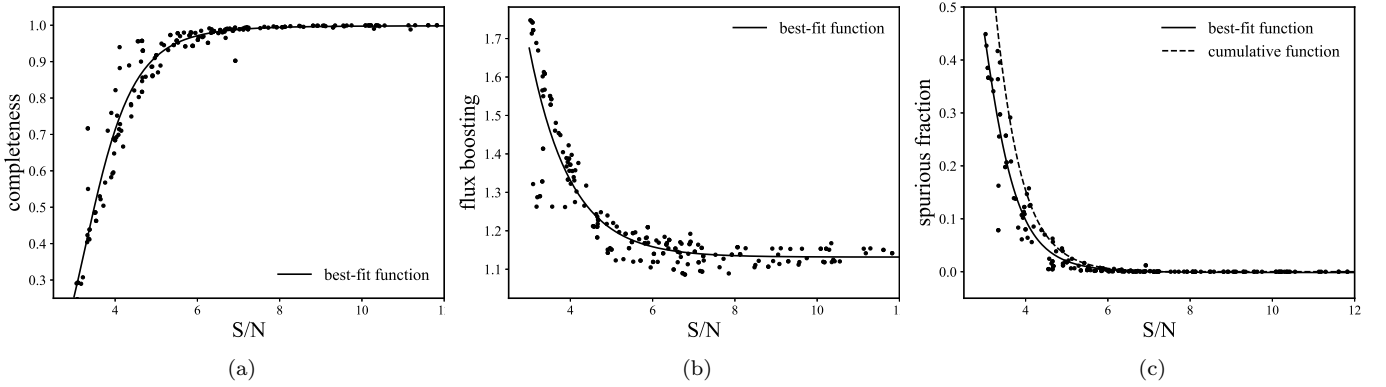 1.0
0.9
0.8
0.7
0.6
0.5
0.4
0.3
completeness
best-fit function
4 6 8 10 1
S/N
(a)
1.7
1.6
1.5
1.4
1.3
1.2
1.1
flux boosting
best-fit function
4 6 8 10 1
S/N
(b)
0.5
0.4
0.3
0.2
0.1
0.0
spurious fraction
best-fit function
cumulative function
4 6 8 10 12
S/N
(c)